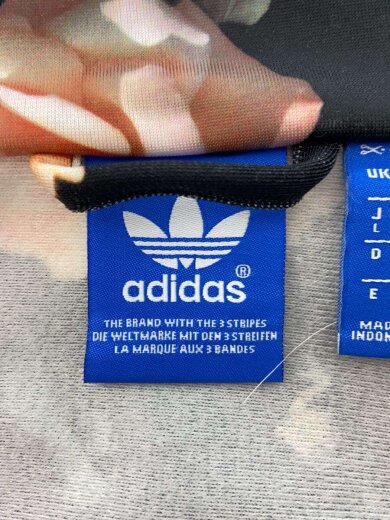 adidas®
THE BRAND WITH THE 3 STRIPES
DIE WELTMARKE MIT DEN 3 STREIFEN
LA MARQUE AUX 3 BANDES
UK
J
L
D
E
MAD
INDON